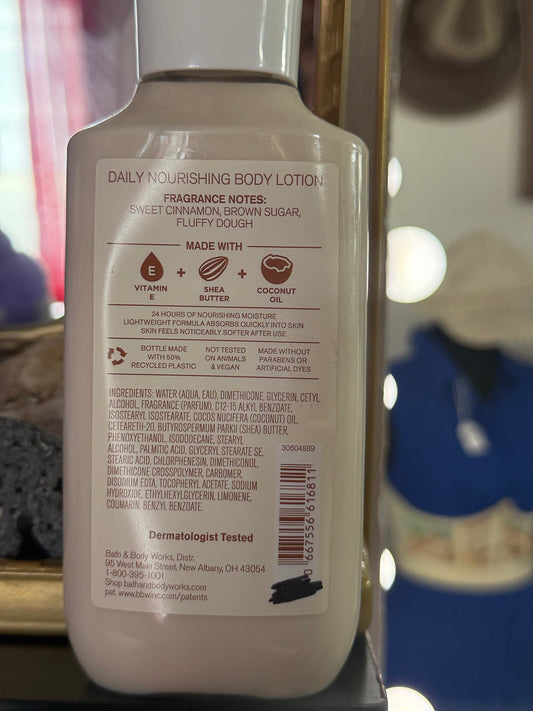 DAILY NOURISHING BODY LOTION
FRAGRANCE NOTES:
SWEET CINNAMON, BROWN SUGAR,
FLUFFY DOUGH
MADE WITH
E + +
VITAMIN E
SHEA BUTTER
COCONUT OIL
24 HOURS OF NOURISHING MOISTURE
LIGHTWEIGHT FORMULA ABSORBS QUICKLY INTO SKIN
SKIN FEELS NOTICEABLY SOFTER AFTER USE
BOTTLE MADE WITH 50% RECYCLED PLASTIC
NOT TESTED ON ANIMALS & VEGAN
MADE WITHOUT PARABENS OR ARTIFICIAL DYES
INGREDIENTS: WATER (AQUA, EAU), DIMETHICONE, GLYCERIN, CETYL
ALCOHOL, FRAGRANCE (PARFUM), C12-15 ALKYL BENZOATE,
ISOSTEARYL ISOSTEARATE, COCOS NUCIFERA (COCONUT) OIL,
CETEARETH-20, BUTYROSPERMUM PARKII (SHEA) BUTTER,
PHENOXYETHANOL, ISODODECANE, STEARYL
ALCOHOL, PALMITIC ACID, GLYCERYL STEARATE SE,
STEARIC ACID, CHLORPHENESIN, DIMETHICONOL,
DIMETHICONE CROSSPOLYMER, CARBOMER,
DISODIUM EDTA, TOCOPHERYL ACETATE, SODIUM
HYDROXIDE, ETHYLHEXYLGLYCERIN, LIMONENE,
COUMARIN, BENZYL BENZOATE.
30604889
0 667556 616811
Dermatologist Tested
Bath & Body Works, Distr.
95 West Main Street, New Albany, OH 43054
1-800-395-1001
Shop bathandbodyworks.com
pat. www.bbwinc.com/patents